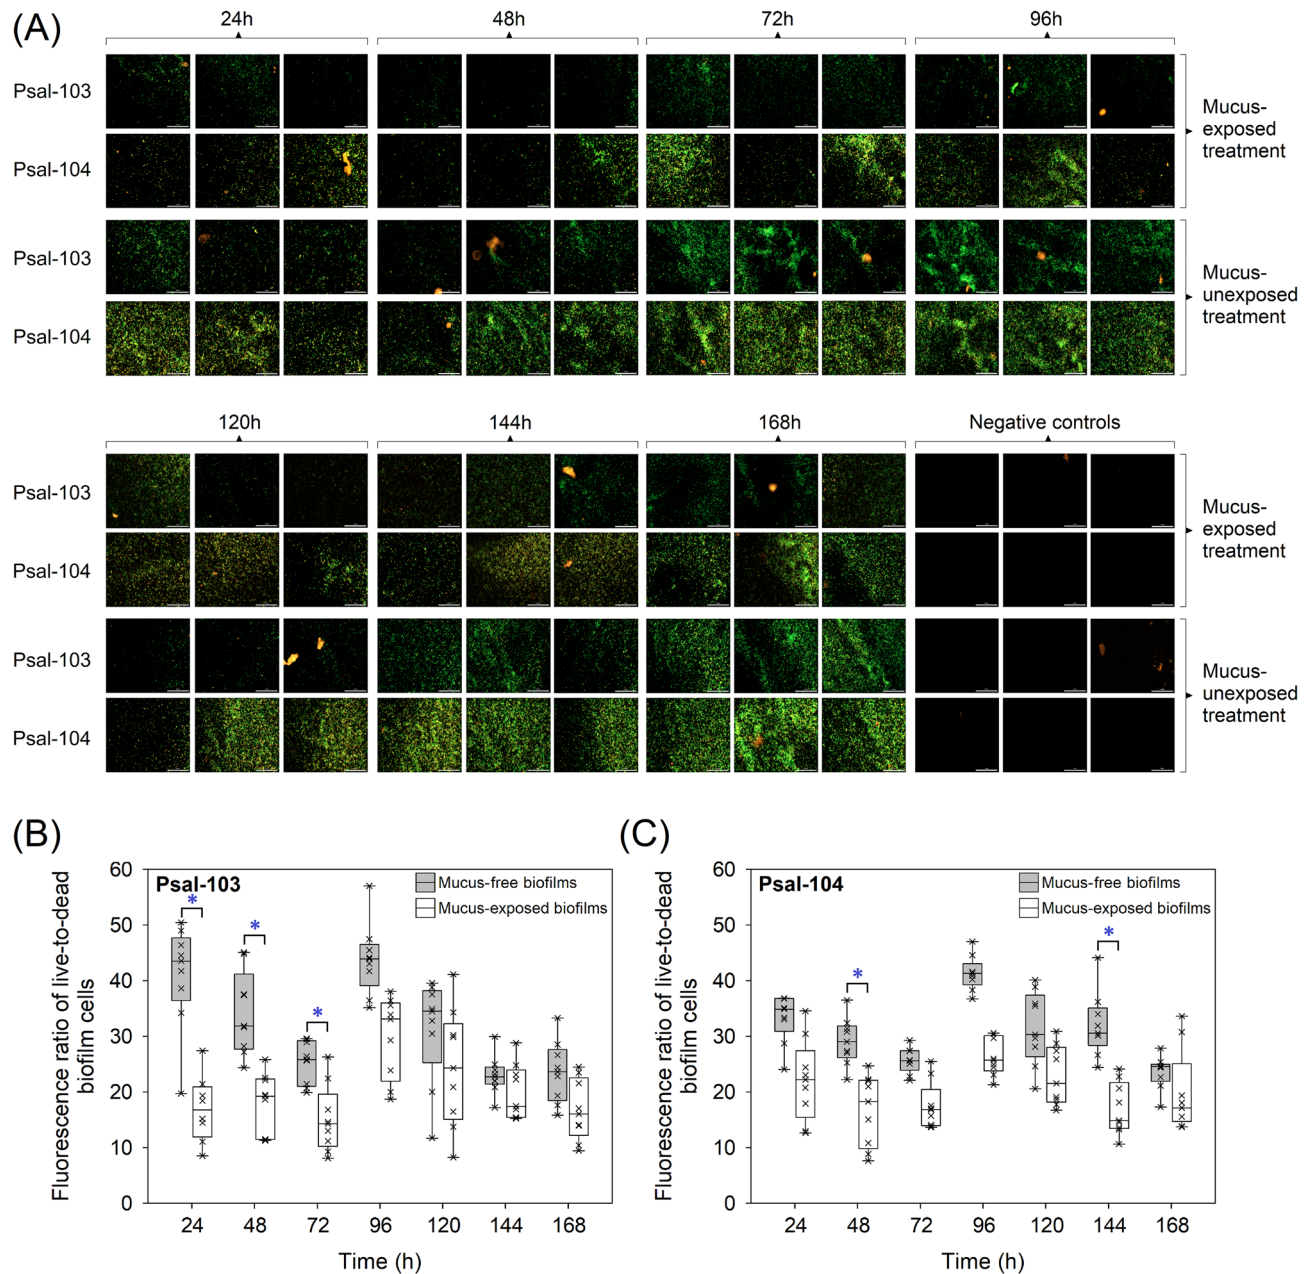 (A)
24h 48h 72h 96h
Psal-103
Psal-104
Mucus-
exposed
treatment
Psal-103
Psal-104
Mucus-
unexposed
treatment
120h 144h 168h Negative controls
Psal-103
Psal-104
Mucus-
exposed
treatment
Psal-103
Psal-104
Mucus-
unexposed
treatment
(B)
Psal-103
Mucus-free biofilms
Mucus-exposed biofilms
* * *
Fluorescence ratio of live-to-dead
biofilm cells
60
50
40
30
20
10
0
24 48 72 96 120 144 168
Time (h)
(C)
Psal-104
Mucus-free biofilms
Mucus-exposed biofilms
* *
Fluorescence ratio of live-to-dead
biofilm cells
60
50
40
30
20
10
0
24 48 72 96 120 144 168
Time (h)